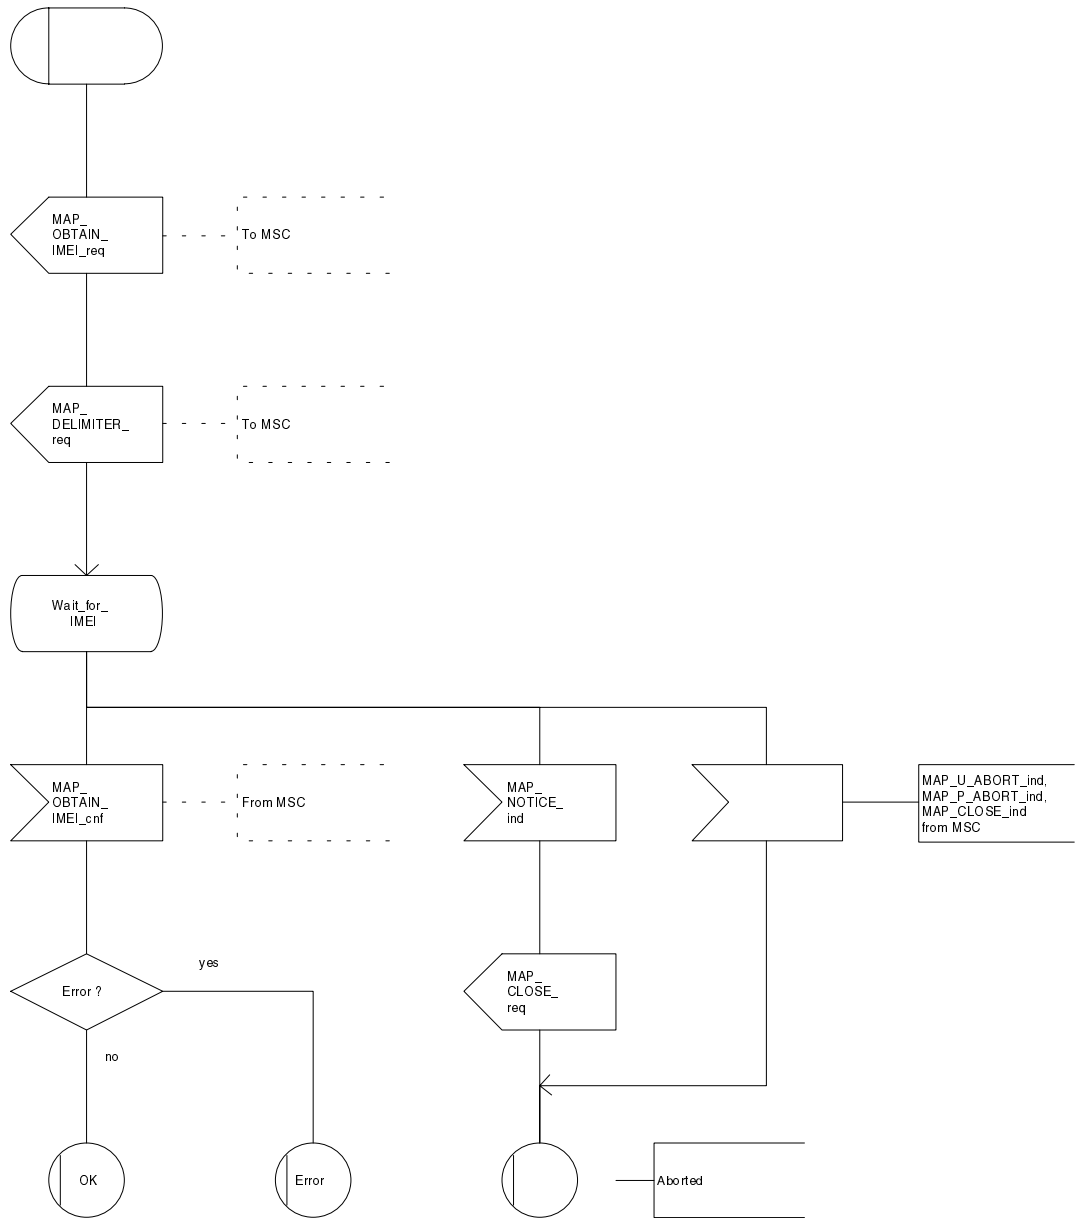 MAP_
OBTAIN_
IMEI_req
To MSC
MAP_
DELIMITER_
req
To MSC
Wait_for_
IMEI
MAP_
OBTAIN_
IMEI_cnf
From MSC
MAP_
NOTICE_
ind
MAP_U_ABORT_ind,
MAP_P_ABORT_ind,
MAP_CLOSE_ind
from MSC
Error ?
yes
no
MAP_
CLOSE_
req
OK
Error
Aborted